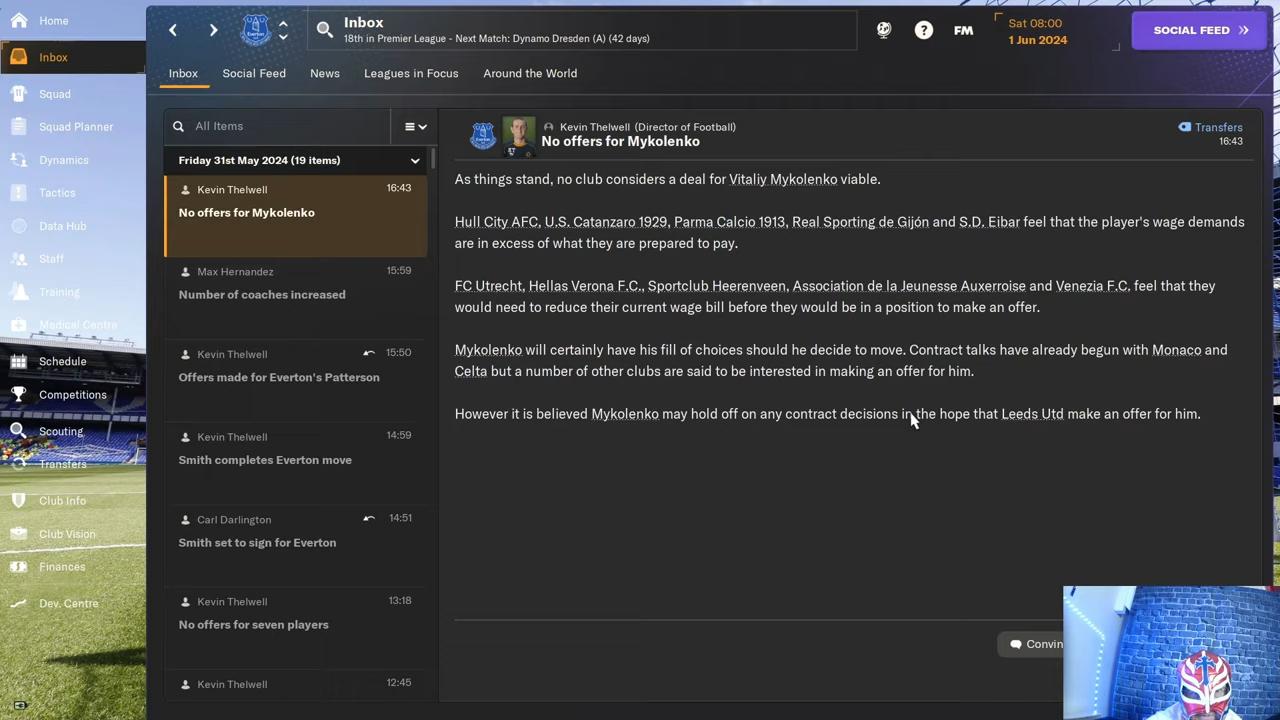 Home
Inbox
Squad
Squad Planner
Dynamics
Tactics
Data Hub
Staff
Training
Medical Centre
Schedule
Competitions
Scouting
Transfers
Club Info
Club Vision
Finances
Dev. Centre
Everton
Inbox
18th in Premier League - Next Match: Dynamo Dresden (A) (42 days)
?
FM
Sat 08:00
1 Jun 2024
SOCIAL FEED
Inbox
Social Feed
News
Leagues in Focus
Around the World
All Items
Friday 31st May 2024 (19 items)
Kevin Thelwell 16:43
No offers for Mykolenko
Max Hernandez 15:59
Number of coaches increased
Kevin Thelwell 15:50
Offers made for Everton's Patterson
Kevin Thelwell 14:59
Smith completes Everton move
Carl Darlington 14:51
Smith set to sign for Everton
Kevin Thelwell 13:18
No offers for seven players
Kevin Thelwell 12:45
Kevin Thelwell (Director of Football)
No offers for Mykolenko
Transfers
16:43
As things stand, no club considers a deal for Vitaliy Mykolenko viable.
Hull City AFC, U.S. Catanzaro 1929, Parma Calcio 1913, Real Sporting de Gijón and S.D. Eibar feel that the player's wage demands
are in excess of what they are prepared to pay.
FC Utrecht, Hellas Verona F.C., Sportclub Heerenveen, Association de la Jeunesse Auxerroise and Venezia F.C. feel that they
would need to reduce their current wage bill before they would be in a position to make an offer.
Mykolenko will certainly have his fill of choices should he decide to move. Contract talks have already begun with Monaco and
Celta but a number of other clubs are said to be interested in making an offer for him.
However it is believed Mykolenko may hold off on any contract decisions in the hope that Leeds Utd make an offer for him.
Convin